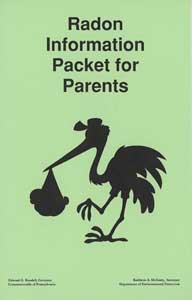 Radon
Information
Packet for
Parents
Edward G. Rendell, Governor
Commonwealth of Pennsylvania
Kathleen A. McGinty, Secretary
Department of Environmental Protection